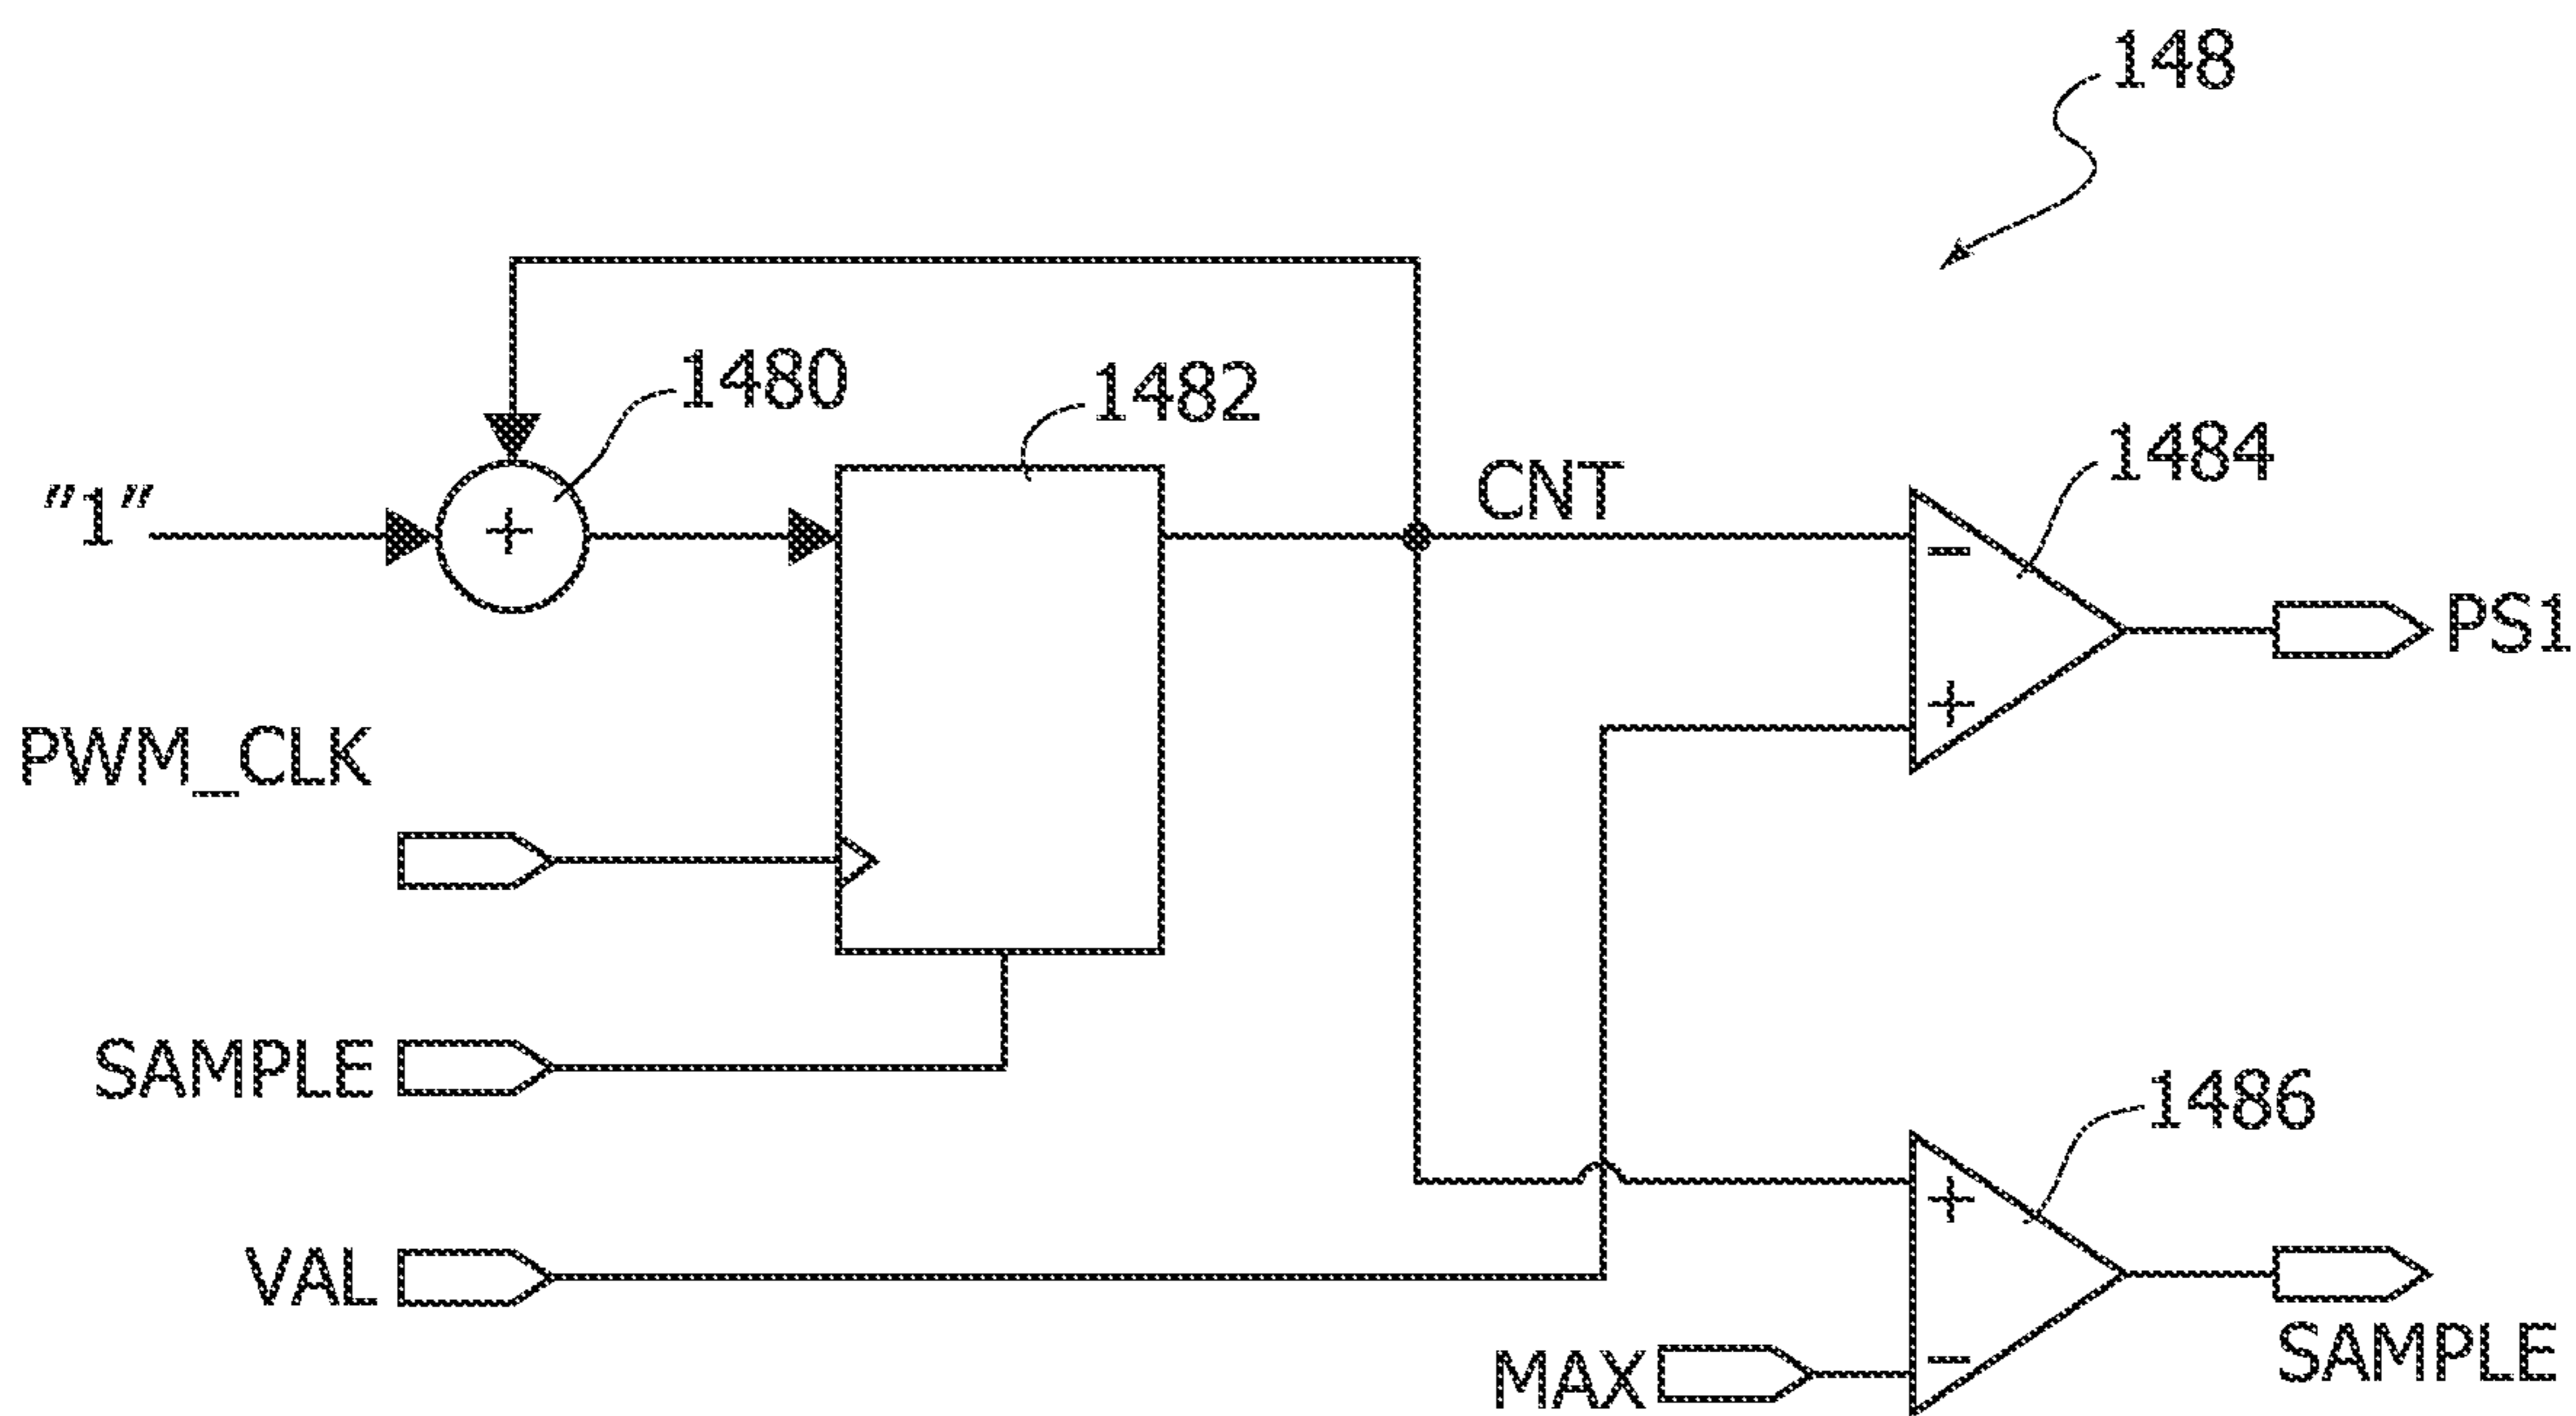 148
1480
1482
"1"
+
CNT
1484
−
PS1
+
PWM_CLK
SAMPLE
1486
+
VAL
MAX
−
SAMPLE